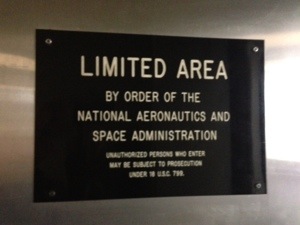 LIMITED AREA
BY ORDER OF THE
NATIONAL AERONAUTICS AND
SPACE ADMINISTRATION
UNAUTHORIZED PERSONS WHO ENTER
MAY BE SUBJECT TO PROSECUTION
UNDER 18 U.S.C. 799.